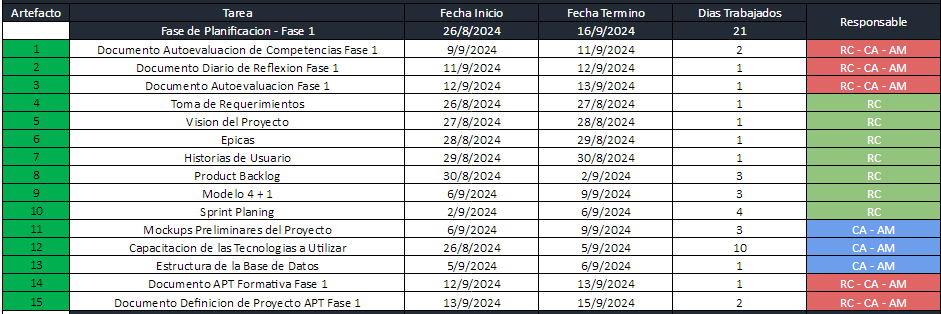 Artefacto Tarea Fecha Inicio Fecha Termino Dias Trabajados Responsable
Fase de Planificacion - Fase 1 26/8/2024 16/9/2024 21
1 Documento Autoevaluacion de Competencias Fase 1 9/9/2024 11/9/2024 2 RC - CA - AM
2 Documento Diario de Reflexion Fase 1 11/9/2024 12/9/2024 1 RC - CA - AM
3 Documento Autoevaluacion Fase 1 12/9/2024 13/9/2024 1 RC - CA - AM
4 Toma de Requerimientos 26/8/2024 27/8/2024 1 RC
5 Vision del Proyecto 27/8/2024 28/8/2024 1 RC
6 Epicas 28/8/2024 29/8/2024 1 RC
7 Historias de Usuario 29/8/2024 30/8/2024 1 RC
8 Product Backlog 30/8/2024 2/9/2024 3 RC
9 Modelo 4 + 1 6/9/2024 9/9/2024 3 RC
10 Sprint Planing 2/9/2024 6/9/2024 4 RC
11 Mockups Preliminares del Proyecto 6/9/2024 9/9/2024 3 CA - AM
12 Capacitacion de las Tecnologias a Utilizar 26/8/2024 5/9/2024 10 CA - AM
13 Estructura de la Base de Datos 5/9/2024 6/9/2024 1 CA - AM
14 Documento APT Formativa Fase 1 12/9/2024 13/9/2024 1 RC - CA - AM
15 Documento Definicion de Proyecto APT Fase 1 13/9/2024 15/9/2024 2 RC - CA - AM